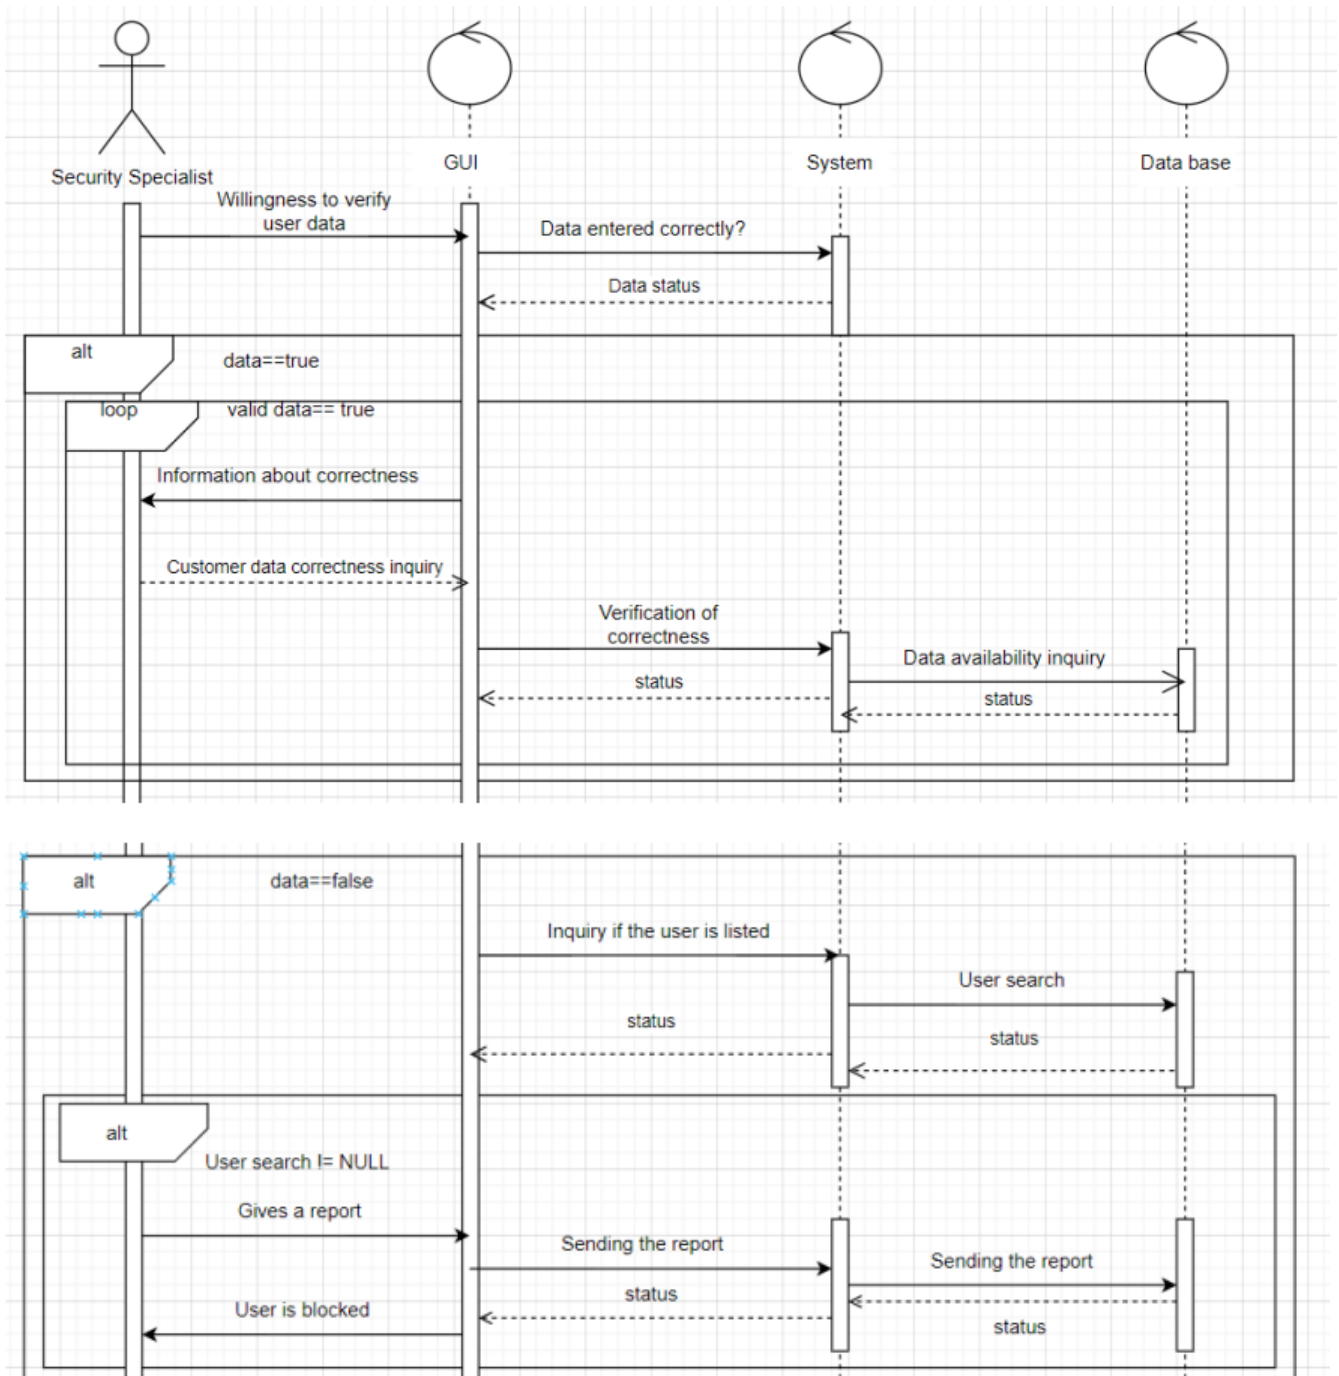 Security Specialist
GUI
System
Data base
Willingness to verify
user data
Data entered correctly?
Data status
alt
data==true
loop
valid data== true
Information about correctness
Customer data correctness inquiry
Verification of
correctness
Data availability inquiry
status
status
alt
data==false
Inquiry if the user is listed
User search
status
status
alt
User search != NULL
Gives a report
Sending the report
Sending the report
status
User is blocked
status